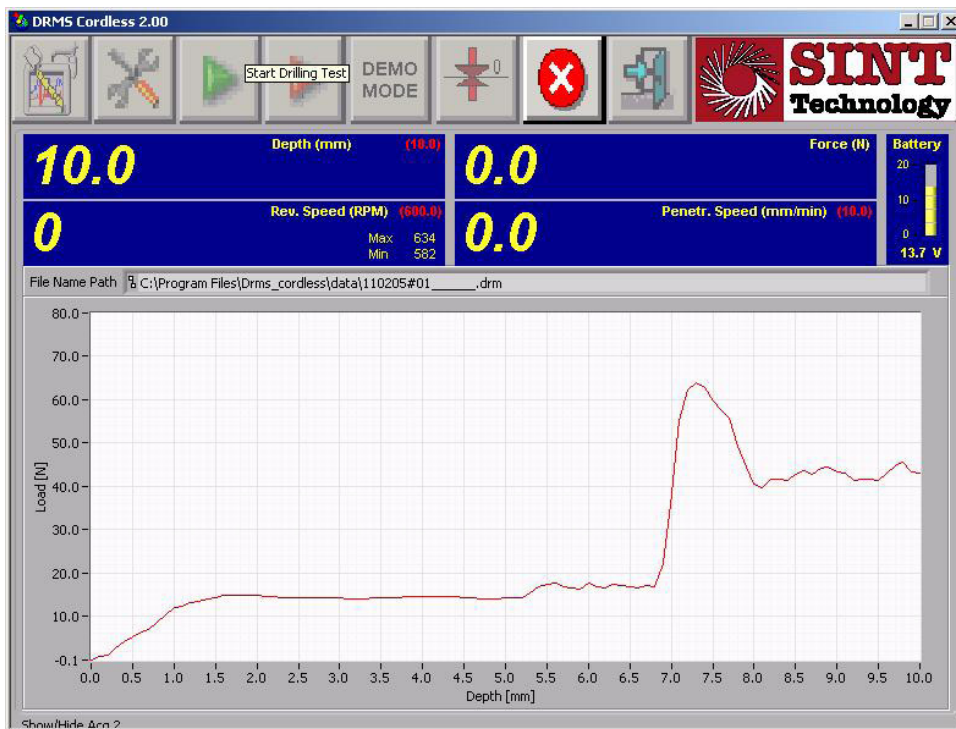 DRMS Cordless 2.00
Start Drilling Test
DEMO
MODE
0
SINT
Technology
Depth (mm) (10.0)
10.0
Force (N)
0.0
Battery
20
10
0
13.7 V
Rev. Speed (RPM) (600.0)
0
Max 634
Min 582
Penetr. Speed (mm/min) (10.0)
0.0
File Name Path C:\Program Files\Drms_cordless\data\110205#01______.drm
80.0
70.0
60.0
50.0
40.0
30.0
20.0
10.0
-0.1
Load [N]
0.0 0.5 1.0 1.5 2.0 2.5 3.0 3.5 4.0 4.5 5.0 5.5 6.0 6.5 7.0 7.5 8.0 8.5 9.0 9.5 10.0
Depth [mm]
Show/Hide Acq 2